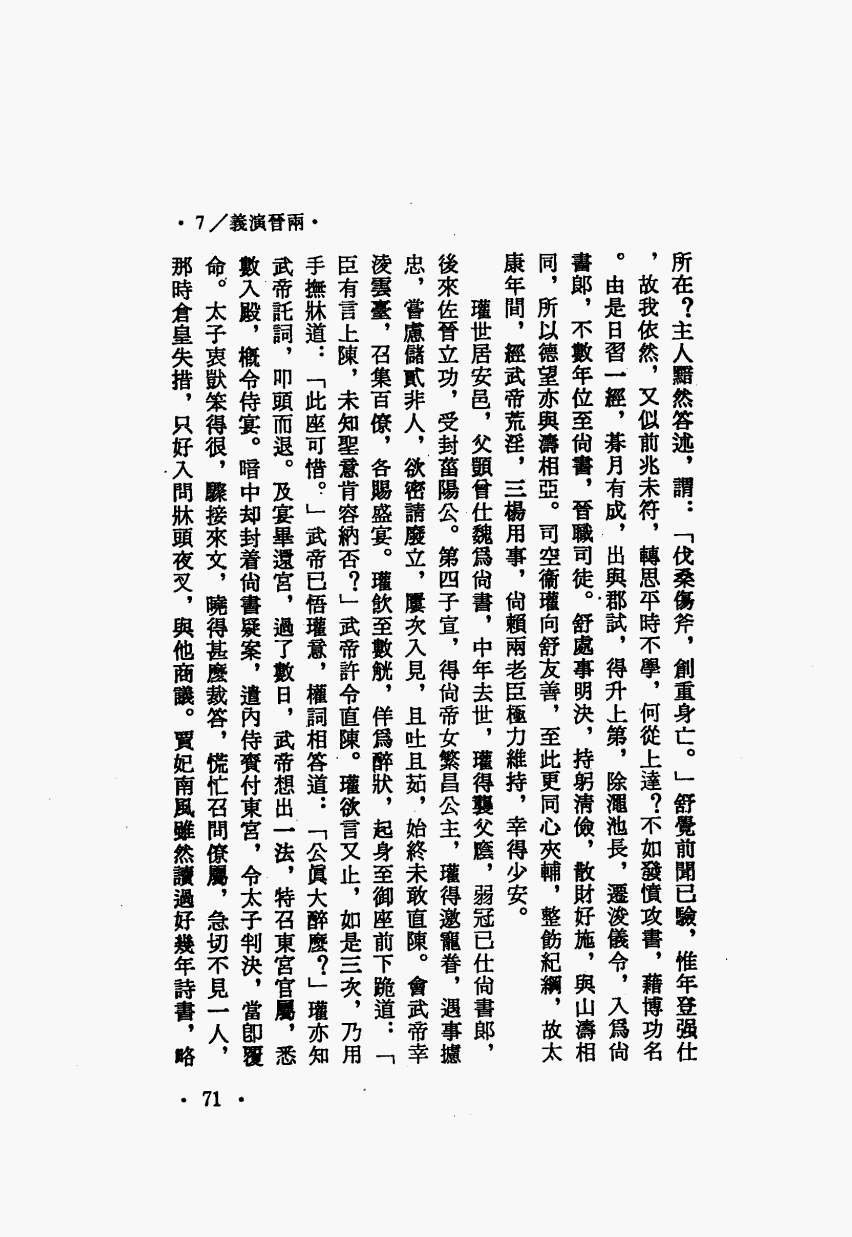 ・7／義演晉兩・
所在？主人黯然答述，謂：「伐桑傷斧，創重身亡。」舒覺前聞已驗，惟年登强仕
，故我依然，又似前兆未符，轉思平時不學，何從上達？不如發憤攻書，藉博功名
。由是日習一經，朞月有成，出與郡試，得升上第，除澠池長，遷浚儀令，入爲尙
書郞，不數年位至尙書，晉職司徒。舒處事明決，持躬淸儉，散財好施，與山濤相
同，所以德望亦與濤相亞。司空衞瓘向舒友善，至此更同心夾輔，整飭紀綱，故太
康年間，經武帝荒淫，三楊用事，尙賴兩老臣極力維持，幸得少安。
瓘世居安邑，父顗曾仕魏爲尙書，中年去世，瓘得襲父廕，弱冠已仕尙書郞，
後來佐晉立功，受封菑陽公。第四子宣，得尙帝女繁昌公主，瓘得邀寵眷，遇事攄
忠，嘗慮儲貳非人，欲密請廢立，屢次入見，且吐且茹，始終未敢直陳。會武帝幸
淩雲臺，召集百僚，各賜盛宴。瓘飮至數觥，佯爲醉狀，起身至御座前下跪道：「
臣有言上陳，未知聖意肯容納否？」武帝許令直陳。瓘欲言又止，如是三次，乃用
手撫牀道：「此座可惜。」武帝已悟瓘意，權詞相答道：「公眞大醉麼？」瓘亦知
武帝託詞，叩頭而退。及宴畢還宮，過了數日，武帝想出一法，特召東宮官屬，悉
數入殿，槪令侍宴。暗中却封着尙書疑案，遣內侍齎付東宮，令太子判決，當卽覆
命。太子衷獃笨得很，驟接來文，曉得甚麼裁答，慌忙召問僚屬，急切不見一人，
那時倉皇失措，只好入問牀頭夜叉，與他商議。賈妃南風雖然讀過好幾年詩書，略
・71・